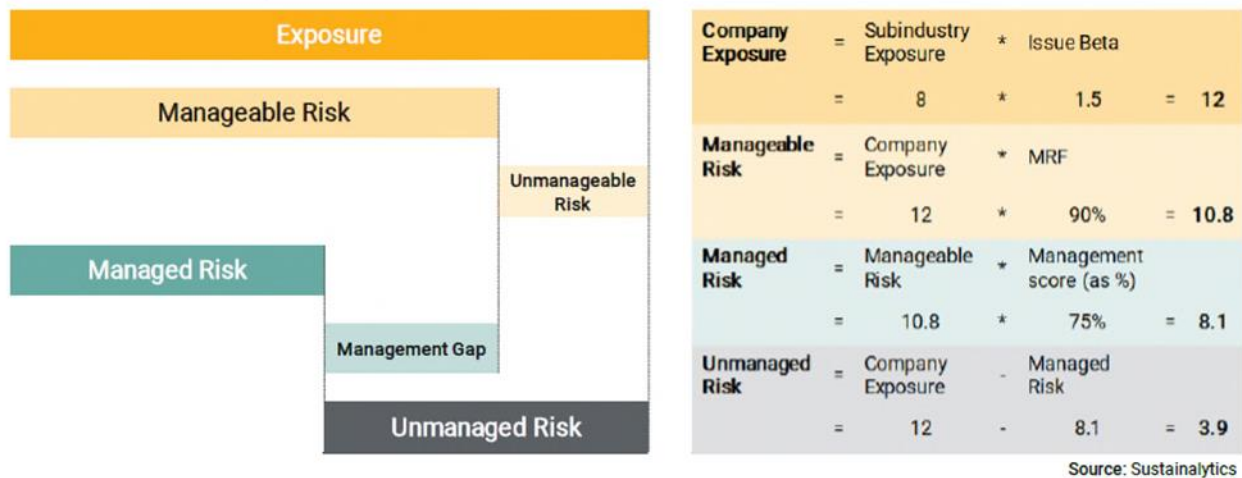 Exposure
Manageable Risk
Unmanageable
Risk
Managed Risk
Management Gap
Unmanaged Risk
Company
Exposure = Subindustry
Exposure * Issue Beta
= 8 * 1.5 = 12
Manageable
Risk = Company
Exposure * MRF
= 12 * 90% = 10.8
Managed
Risk = Manageable
Risk * Management
score (as %)
= 10.8 * 75% = 8.1
Unmanaged
Risk = Company
Exposure - Managed
Risk
= 12 - 8.1 = 3.9
Source: Sustainalytics